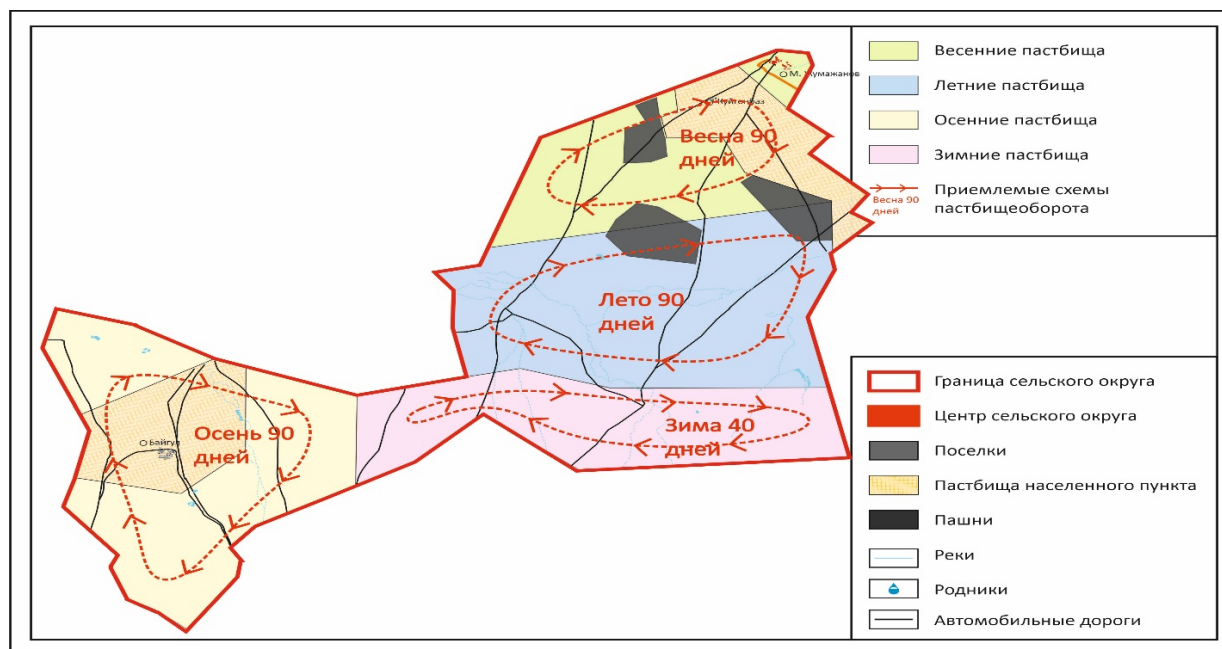 Весенние пастбища
Летние пастбища
Осенние пастбища
Зимние пастбища
Весна 90
дней
Приемлемые схемы
пастбищеоборота
Граница сельского округа
Центр сельского округа
Поселки
Пастбища населенного пункта
Пашни
Реки
Родники
Автомобильные дороги
Весна 90
дней
Лето 90
дней
Осень 90
дней
Зима 40
дней
М. Жумажанов
Байгул